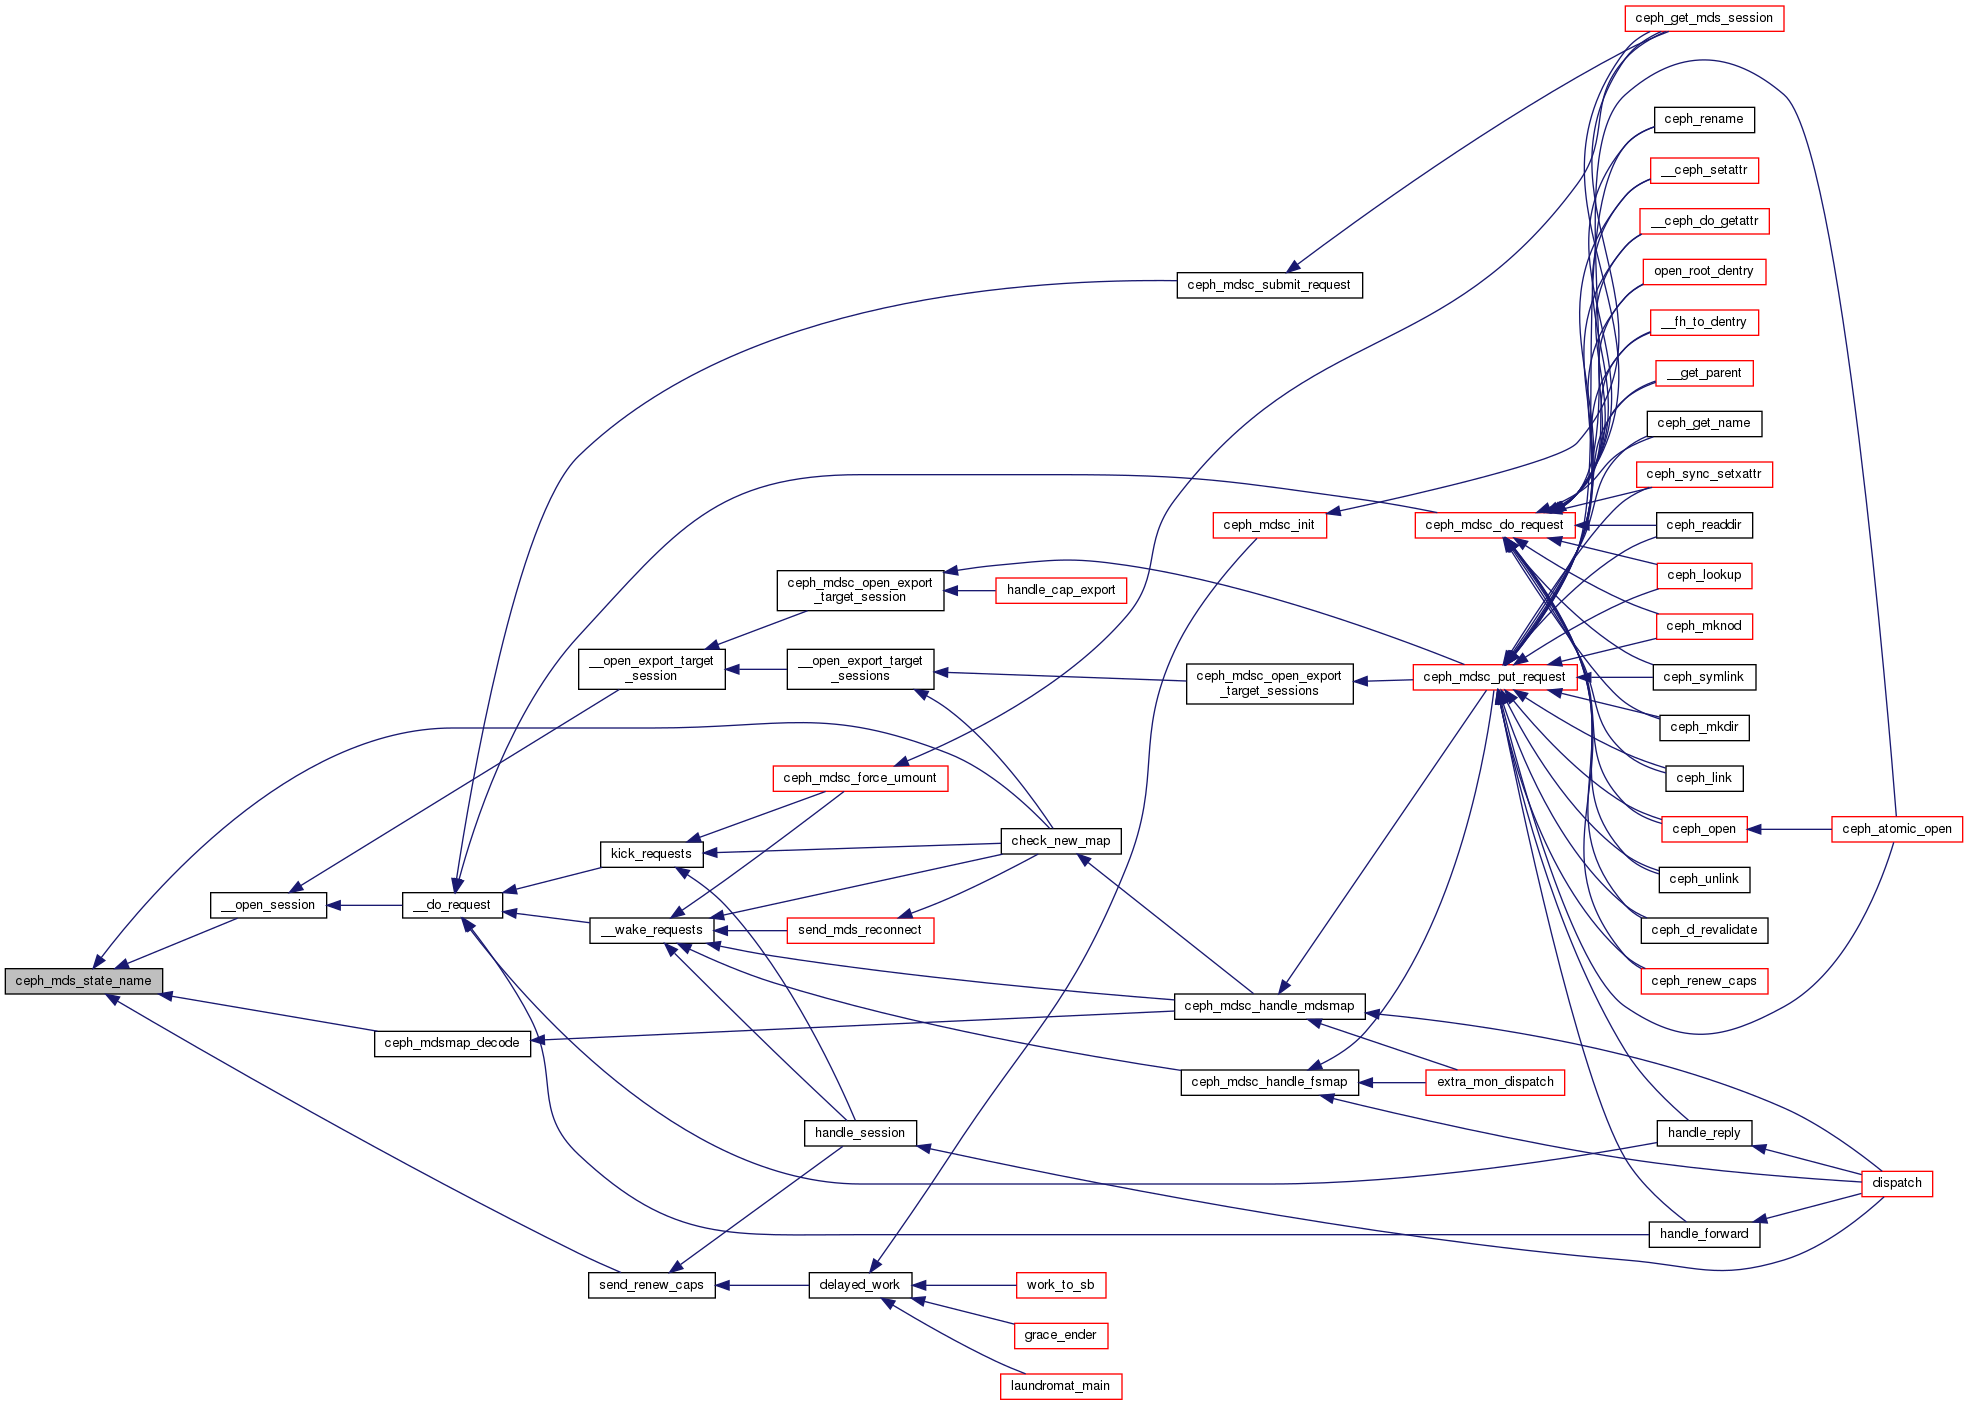 ceph_get_mds_session
ceph_rename
__ceph_setattr
__ceph_do_getattr
open_root_dentry
ceph_mdsc_submit_request
__fh_to_dentry
__get_parent
ceph_get_name
ceph_sync_setxattr
ceph_mdsc_init
ceph_mdsc_do_request
ceph_readdir
ceph_mdsc_open_export
_target_session
handle_cap_export
ceph_lookup
ceph_mknod
__open_export_target
_session
__open_export_target
_sessions
ceph_mdsc_open_export
_target_sessions
ceph_mdsc_put_request
ceph_symlink
ceph_mkdir
ceph_mdsc_force_umount
ceph_link
kick_requests
check_new_map
ceph_open
ceph_atomic_open
ceph_unlink
__open_session
__do_request
__wake_requests
send_mds_reconnect
ceph_d_revalidate
ceph_mds_state_name
ceph_renew_caps
ceph_mdsc_handle_mdsmap
ceph_mdsmap_decode
ceph_mdsc_handle_fsmap
extra_mon_dispatch
handle_session
handle_reply
dispatch
handle_forward
send_renew_caps
delayed_work
work_to_sb
grace_ender
laundromat_main